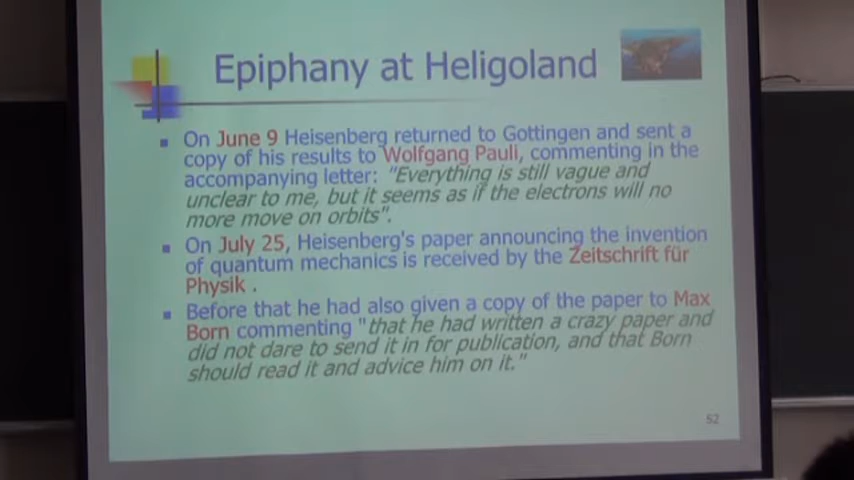 Epiphany at Heligoland
On June 9 Heisenberg returned to Gottingen and sent a
copy of his results to Wolfgang Pauli, commenting in the
accompanying letter: "Everything is still vague and
unclear to me, but it seems as if the electrons will no
more move on orbits".
On July 25, Heisenberg's paper announcing the invention
of quantum mechanics is received by the Zeitschrift für
Physik .
Before that he had also given a copy of the paper to Max
Born commenting "that he had written a crazy paper and
did not dare to send it in for publication, and that Born
should read it and advice him on it."
52